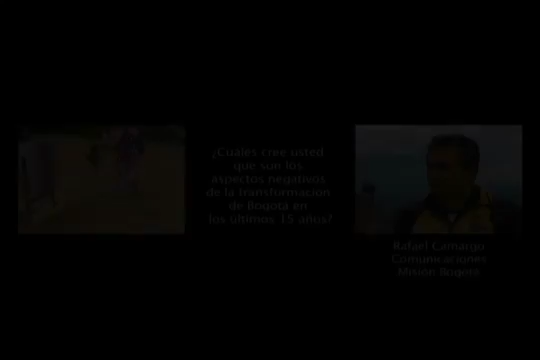 ¿Cuáles cree usted
que son los
aspectos negativos
de la transformación
de Bogotá en
los últimos 15 años?
Rafael Camargo
Comunicaciones
Misión Bogotá